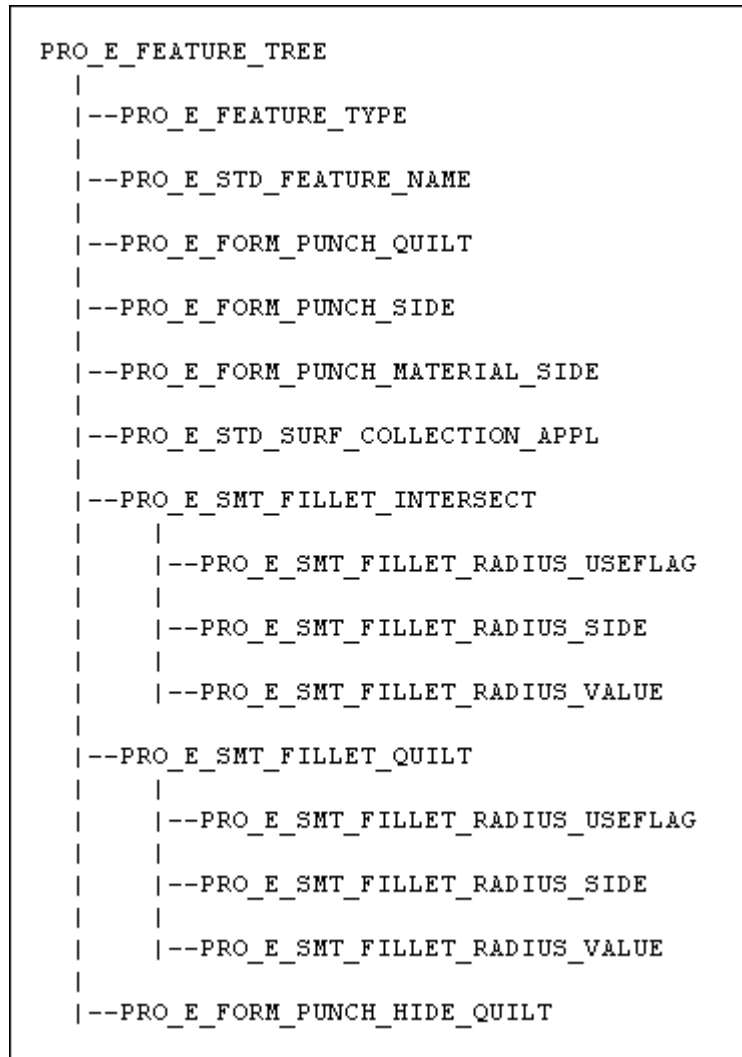 PRO_E_FEATURE_TREE
|
|--PRO_E_FEATURE_TYPE
|
|--PRO_E_STD_FEATURE_NAME
|
|--PRO_E_FORM_PUNCH_QUILT
|
|--PRO_E_FORM_PUNCH_SIDE
|
|--PRO_E_FORM_PUNCH_MATERIAL_SIDE
|
|--PRO_E_STD_SURF_COLLECTION_APPL
|
|--PRO_E_SMT_FILLET_INTERSECT
|    |
|    |--PRO_E_SMT_FILLET_RADIUS_USEFLAG
|    |
|    |--PRO_E_SMT_FILLET_RADIUS_SIDE
|    |
|    |--PRO_E_SMT_FILLET_RADIUS_VALUE
|
|--PRO_E_SMT_FILLET_QUILT
|    |
|    |--PRO_E_SMT_FILLET_RADIUS_USEFLAG
|    |
|    |--PRO_E_SMT_FILLET_RADIUS_SIDE
|    |
|    |--PRO_E_SMT_FILLET_RADIUS_VALUE
|
|--PRO_E_FORM_PUNCH_HIDE_QUILT